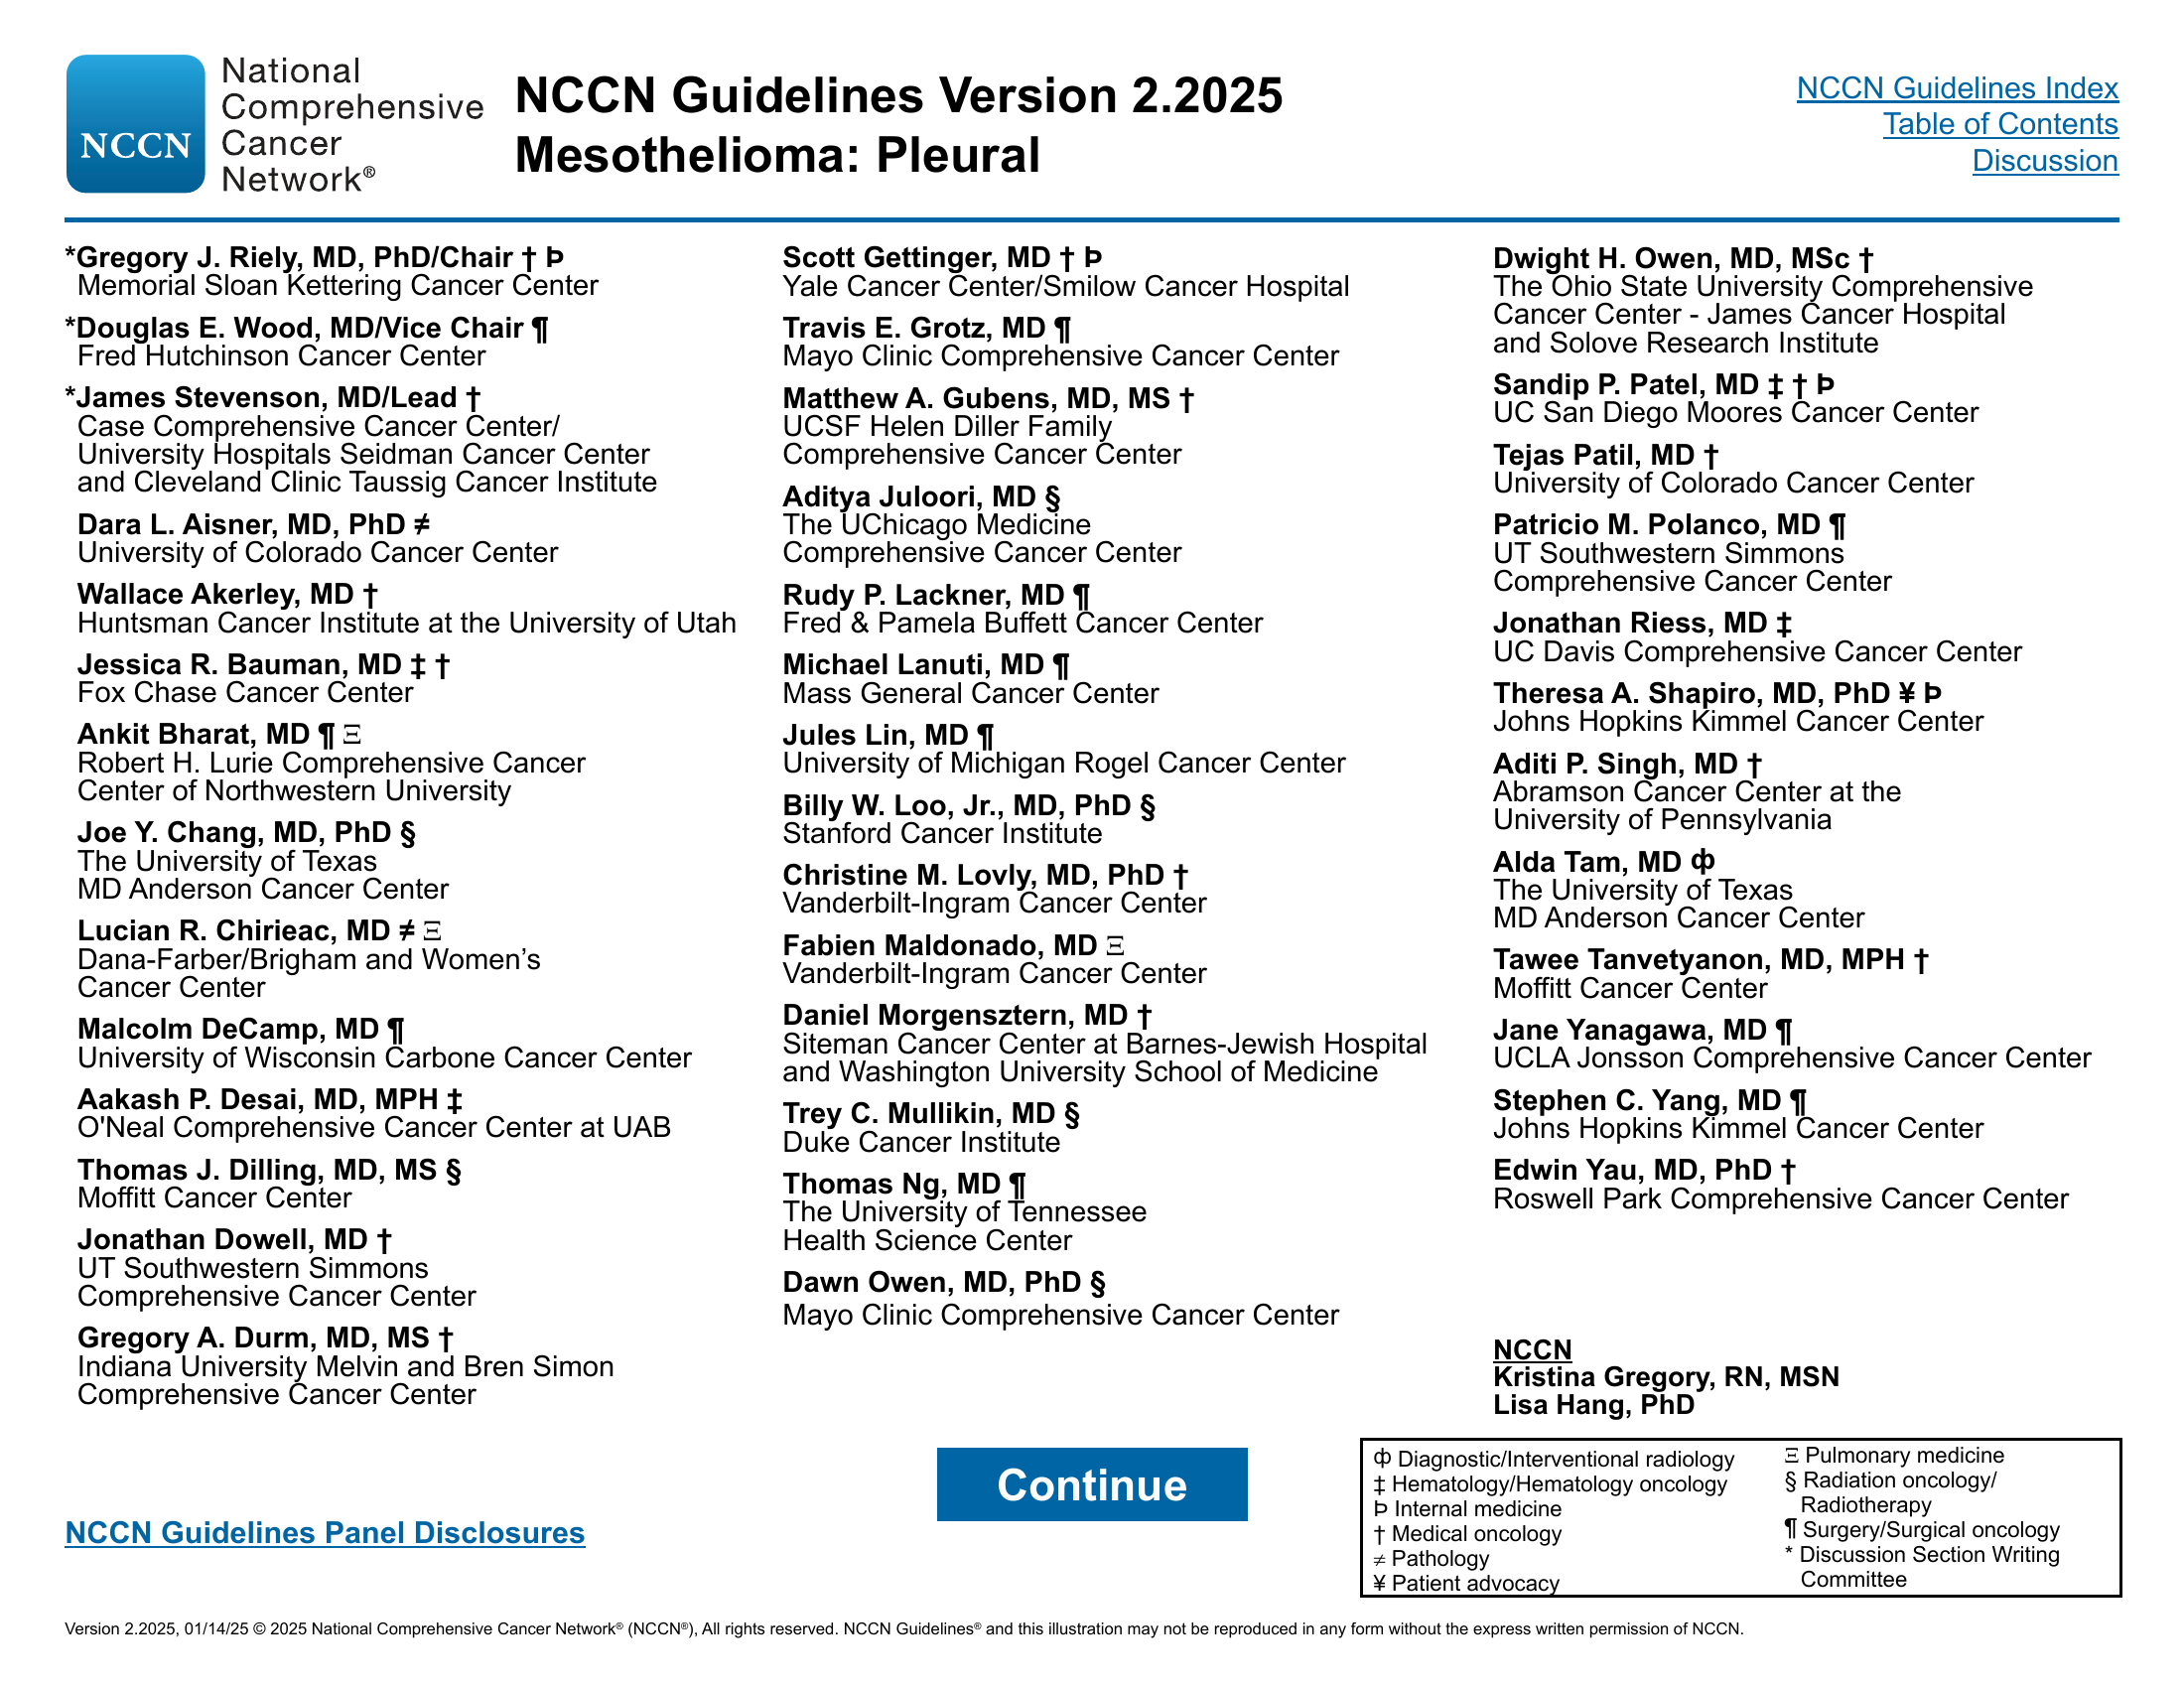 National
Comprehensive
Cancer
Network®
NCCN
NCCN Guidelines Version 2.2025
Mesothelioma: Pleural
NCCN Guidelines Index
Table of Contents
Discussion
*Gregory J. Riely, MD, PhD/Chair † Þ
Memorial Sloan Kettering Cancer Center
*Douglas E. Wood, MD/Vice Chair ¶
Fred Hutchinson Cancer Center
*James Stevenson, MD/Lead †
Case Comprehensive Cancer Center/
University Hospitals Seidman Cancer Center
and Cleveland Clinic Taussig Cancer Institute
Dara L. Aisner, MD, PhD ≠
University of Colorado Cancer Center
Wallace Akerley, MD †
Huntsman Cancer Institute at the University of Utah
Jessica R. Bauman, MD ‡ †
Fox Chase Cancer Center
Ankit Bharat, MD ¶ Ξ
Robert H. Lurie Comprehensive Cancer
Center of Northwestern University
Joe Y. Chang, MD, PhD §
The University of Texas
MD Anderson Cancer Center
Lucian R. Chirieac, MD ≠ Ξ
Dana-Farber/Brigham and Women’s
Cancer Center
Malcolm DeCamp, MD ¶
University of Wisconsin Carbone Cancer Center
Aakash P. Desai, MD, MPH ‡
O'Neal Comprehensive Cancer Center at UAB
Thomas J. Dilling, MD, MS §
Moffitt Cancer Center
Jonathan Dowell, MD †
UT Southwestern Simmons
Comprehensive Cancer Center
Gregory A. Durm, MD, MS †
Indiana University Melvin and Bren Simon
Comprehensive Cancer Center
Scott Gettinger, MD † Þ
Yale Cancer Center/Smilow Cancer Hospital
Travis E. Grotz, MD ¶
Mayo Clinic Comprehensive Cancer Center
Matthew A. Gubens, MD, MS †
UCSF Helen Diller Family
Comprehensive Cancer Center
Aditya Juloori, MD §
The UChicago Medicine
Comprehensive Cancer Center
Rudy P. Lackner, MD ¶
Fred & Pamela Buffett Cancer Center
Michael Lanuti, MD ¶
Mass General Cancer Center
Jules Lin, MD ¶
University of Michigan Rogel Cancer Center
Billy W. Loo, Jr., MD, PhD §
Stanford Cancer Institute
Christine M. Lovly, MD, PhD †
Vanderbilt-Ingram Cancer Center
Fabien Maldonado, MD Ξ
Vanderbilt-Ingram Cancer Center
Daniel Morgensztern, MD †
Siteman Cancer Center at Barnes-Jewish Hospital
and Washington University School of Medicine
Trey C. Mullikin, MD §
Duke Cancer Institute
Thomas Ng, MD ¶
The University of Tennessee
Health Science Center
Dawn Owen, MD, PhD §
Mayo Clinic Comprehensive Cancer Center
Dwight H. Owen, MD, MSc †
The Ohio State University Comprehensive
Cancer Center - James Cancer Hospital
and Solove Research Institute
Sandip P. Patel, MD ‡ † Þ
UC San Diego Moores Cancer Center
Tejas Patil, MD †
University of Colorado Cancer Center
Patricio M. Polanco, MD ¶
UT Southwestern Simmons
Comprehensive Cancer Center
Jonathan Riess, MD ‡
UC Davis Comprehensive Cancer Center
Theresa A. Shapiro, MD, PhD ¥ Þ
Johns Hopkins Kimmel Cancer Center
Aditi P. Singh, MD †
Abramson Cancer Center at the
University of Pennsylvania
Alda Tam, MD ф
The University of Texas
MD Anderson Cancer Center
Tawee Tanvetyanon, MD, MPH †
Moffitt Cancer Center
Jane Yanagawa, MD ¶
UCLA Jonsson Comprehensive Cancer Center
Stephen C. Yang, MD ¶
Johns Hopkins Kimmel Cancer Center
Edwin Yau, MD, PhD †
Roswell Park Comprehensive Cancer Center
NCCN
Kristina Gregory, RN, MSN
Lisa Hang, PhD
Continue
NCCN Guidelines Panel Disclosures
ф Diagnostic/Interventional radiology
‡ Hematology/Hematology oncology
Þ Internal medicine
† Medical oncology
≠ Pathology
¥ Patient advocacy
Ξ Pulmonary medicine
§ Radiation oncology/
Radiotherapy
¶ Surgery/Surgical oncology
* Discussion Section Writing
Committee
Version 2.2025, 01/14/25 © 2025 National Comprehensive Cancer Network® (NCCN®), All rights reserved. NCCN Guidelines® and this illustration may not be reproduced in any form without the express written permission of NCCN.